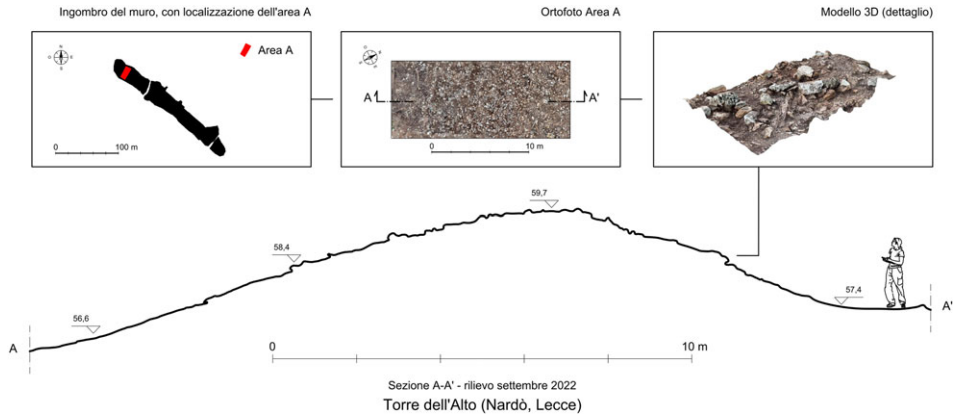 Ingombro del muro, con localizzazione dell'area A
Ortofoto Area A
Modello 3D (dettaglio)
Area A
0 100 m
A A'
0 10 m
59,7
58,4
57,4
56,6
A A'
0 10 m
Sezione A-A' - rilievo settembre 2022
Torre dell'Alto (Nardò, Lecce)